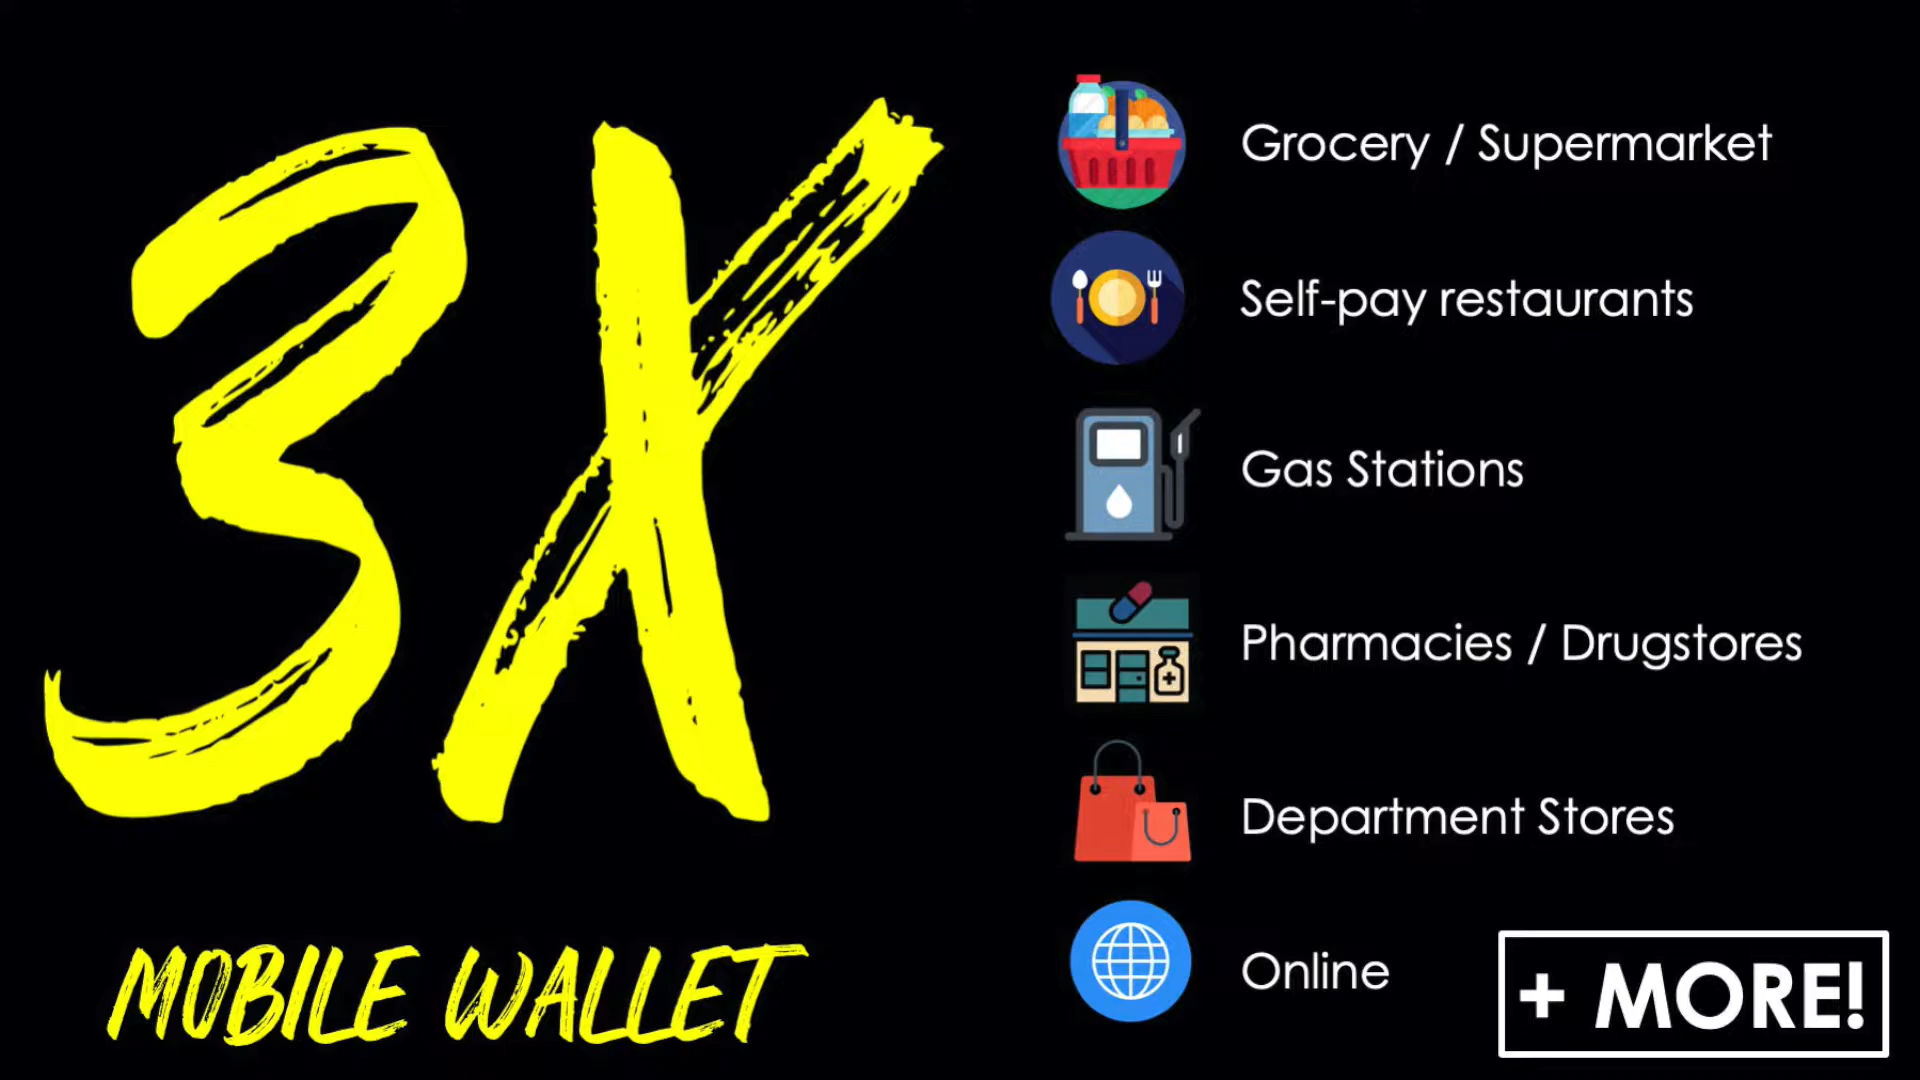 3X
MOBILE WALLET
Grocery / Supermarket
Self-pay restaurants
Gas Stations
Pharmacies / Drugstores
Department Stores
Online
+ MORE!